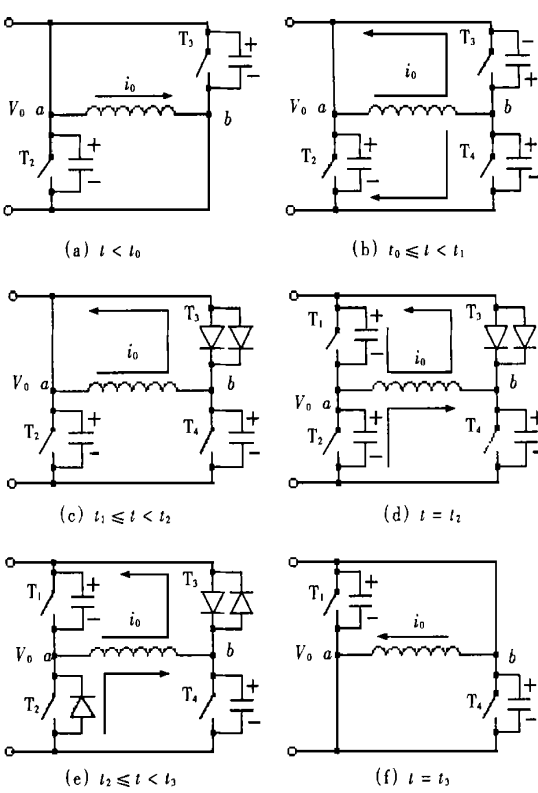 T₃
+
−
i₀
V₀ a
b
T₂
+
−
(a) t < t₀
T₃
−
+
i₀
V₀ a
b
T₂
+
−
T₄
+
−
(b) t₀ ⩽ t < t₁
T₃
i₀
V₀ a
b
T₂
+
−
T₄
+
−
(c) t₁ ⩽ t < t₂
T₁
+
−
T₃
i₀
V₀ a
b
T₂
+
−
T₄
+
−
(d) t = t₂
T₁
+
−
T₃
i₀
V₀ a
b
T₂
T₄
+
−
(e) t₂ ⩽ t < t₃
T₁
+
−
i₀
V₀ a
b
T₄
+
−
(f) t = t₃